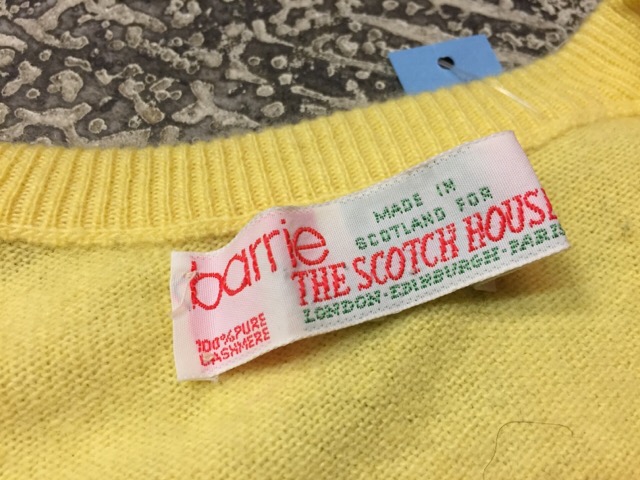 barrie
100% PURE
CASHMERE
MADE IN
SCOTLAND FOR
THE SCOTCH HOUSE
LONDON·EDINBURGH·PARIS